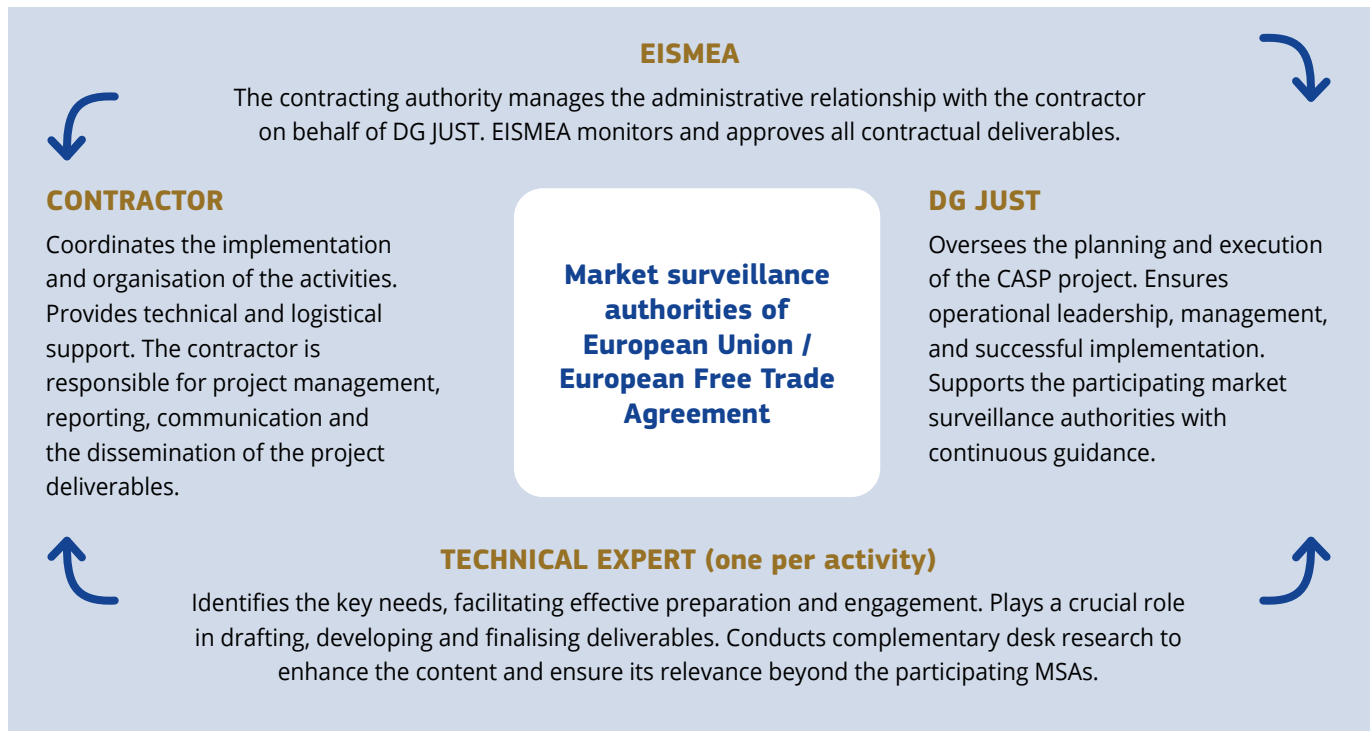 EISMEA
The contracting authority manages the administrative relationship with the contractor
on behalf of DG JUST. EISMEA monitors and approves all contractual deliverables.
CONTRACTOR
Coordinates the implementation
and organisation of the activities.
Provides technical and logistical
support. The contractor is
responsible for project management,
reporting, communication and
the dissemination of the project
deliverables.
Market surveillance
authorities of
European Union /
European Free Trade
Agreement
DG JUST
Oversees the planning and execution
of the CASP project. Ensures
operational leadership, management,
and successful implementation.
Supports the participating market
surveillance authorities with
continuous guidance.
TECHNICAL EXPERT (one per activity)
Identifies the key needs, facilitating effective preparation and engagement. Plays a crucial role
in drafting, developing and finalising deliverables. Conducts complementary desk research to
enhance the content and ensure its relevance beyond the participating MSAs.